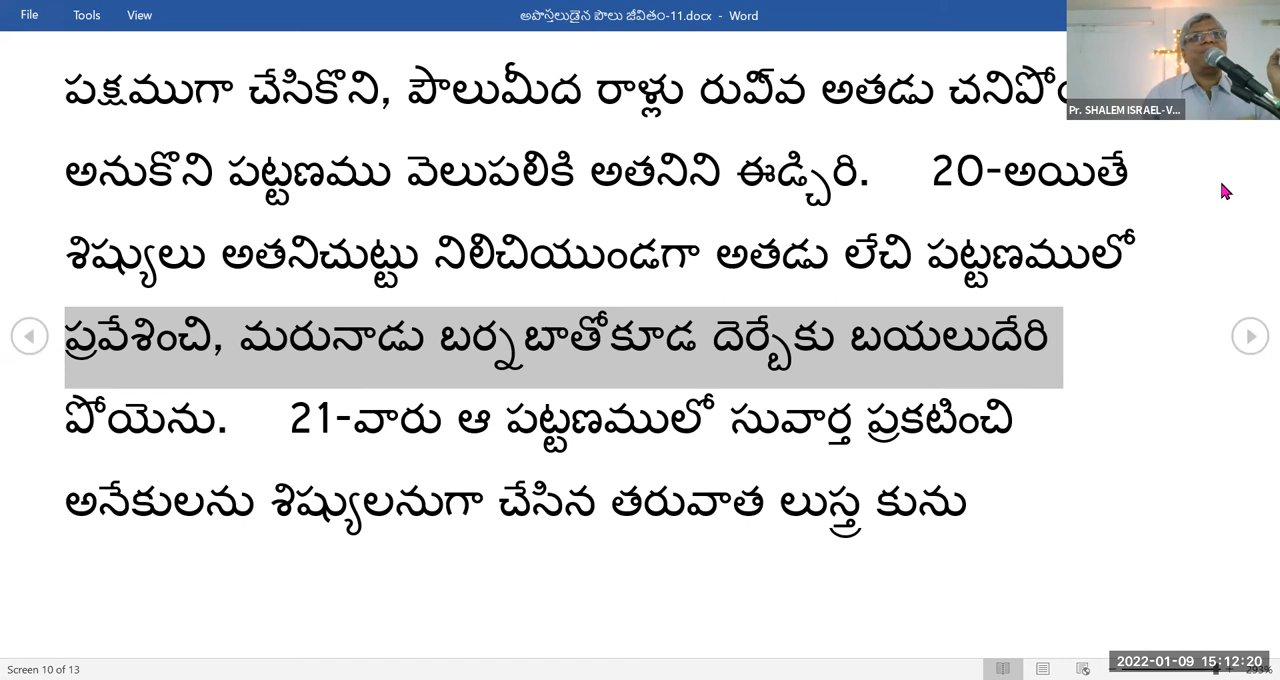 File Tools View అపొస్తలుడైన పౌలు జీవితం-11.docx - Word
Pr. SHALEM ISRAEL-V...
పక్షముగా చేసికొని, పౌలుమీద రాళ్లు రువ్వి అతడు
అనుకొని పట్టణము వెలుపలికి అతనిని ఈడ్చిరి. 20-అయితే
శిష్యులు అతనిచుట్టు నిలిచియుండగా అతడు లేచి పట్టణములో
ప్రవేశించి, మరునాడు బర్నబాతోకూడ దెర్బేకు బయలుదేరి
పోయెను. 21-వారు ఆ పట్టణములో సువార్త ప్రకటించి
అనేకులను శిష్యులనుగా చేసిన తరువాత లుస్త్ర కును
Screen 10 of 13
2022-01-09 15:12:20